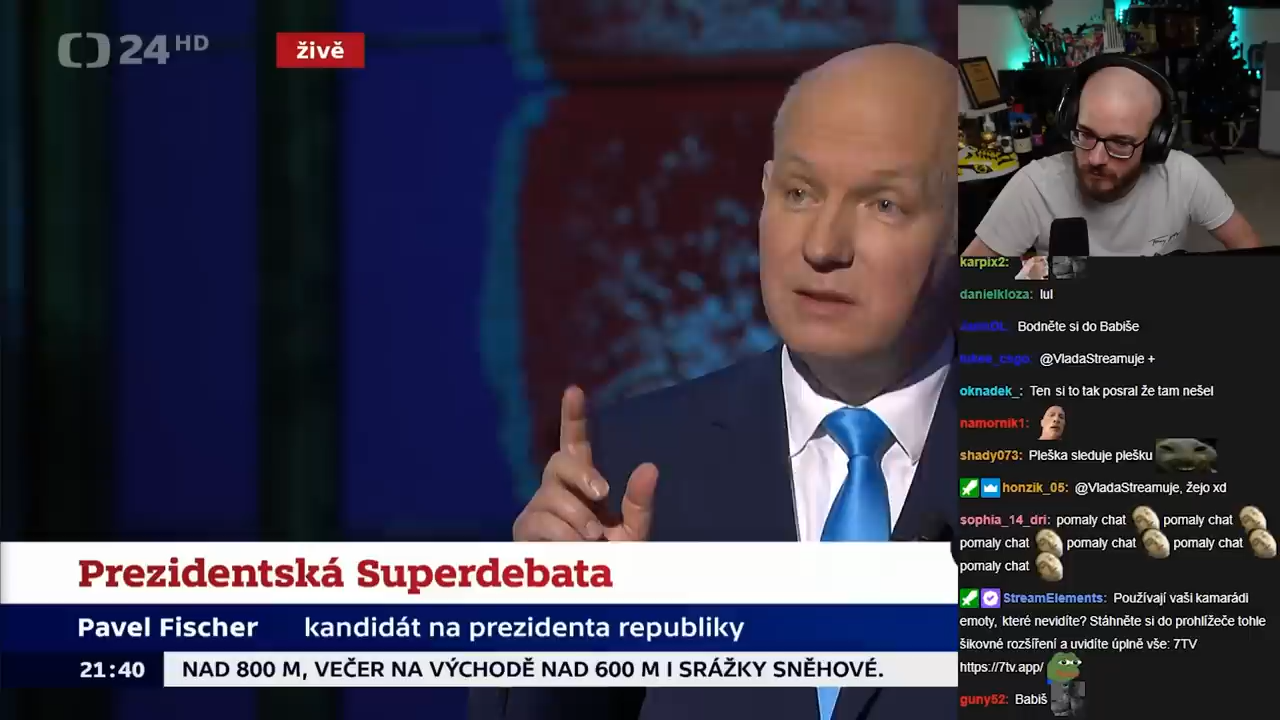 24 HD
živě
Prezidentská Superdebata
Pavel Fischer kandidát na prezidenta republiky
21:40 NAD 800 M, VEČER NA VÝCHODĚ NAD 600 M I SRÁŽKY SNĚHOVÉ.
karpix2:
danielkloza: lul
Bodněte si do Babiše
@VladaStreamuje +
oknadek_: Ten si to tak posral že tam nešel
namornik1:
shady073: Pleška sleduje plešku
honzik_05: @VladaStreamuje, žejo xd
sophia_14_dri: pomaly chat pomaly chat
pomaly chat pomaly chat pomaly chat
pomaly chat
StreamElements: Používají vaši kamarádi
emoty, které nevidíte? Stáhněte si do prohlížeče tohle
šikovné rozšíření a uvidíte úplně vše: 7TV
https://7tv.app/
guny52: Babiš